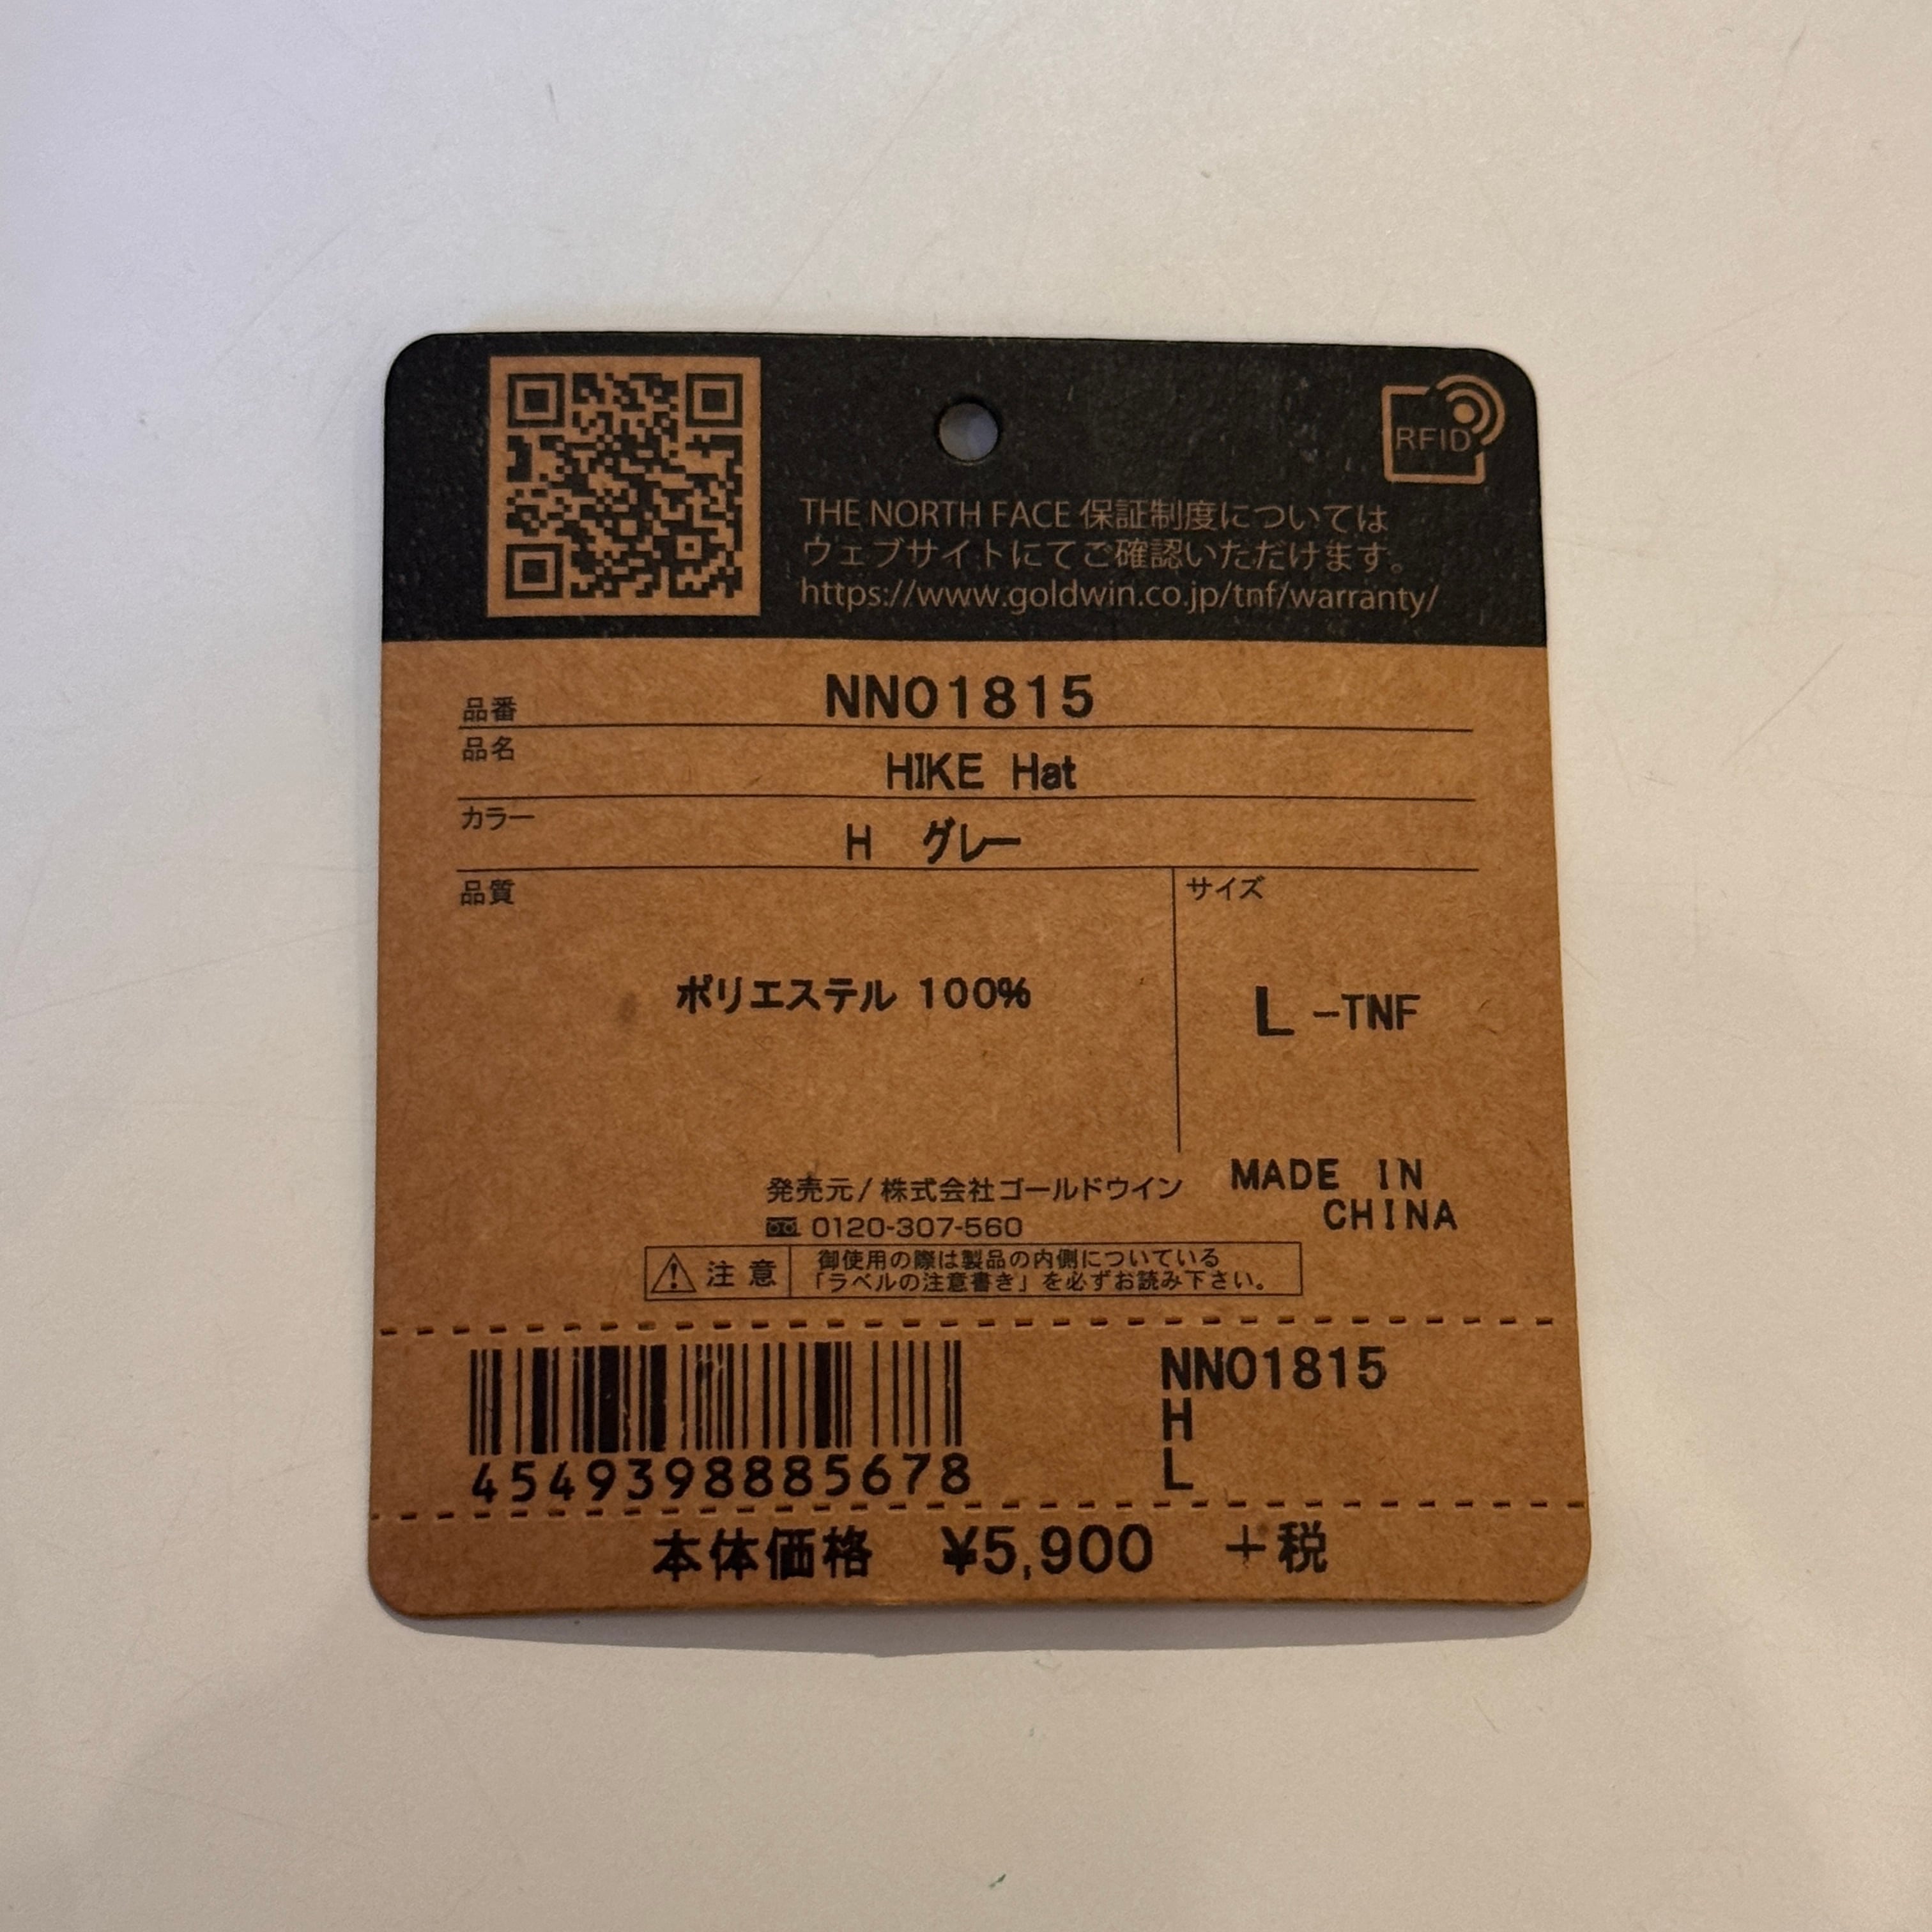 RFID
THE NORTH FACE 保証制度については
ウェブサイトにてご確認いただけます。
https://www.goldwin.co.jp/tnf/warranty/
品番 NN01815
品名 HIKE Hat
カラー H グレー
品質 サイズ
ポリエステル 100% L -TNF
発売元/株式会社ゴールドウイン MADE IN
0120-307-560 CHINA
注意 御使用の際は製品の内側についている
「ラベルの注意書き」を必ずお読み下さい。
NN01815
H
4549398885678 L
本体価格 ¥5,900 +税